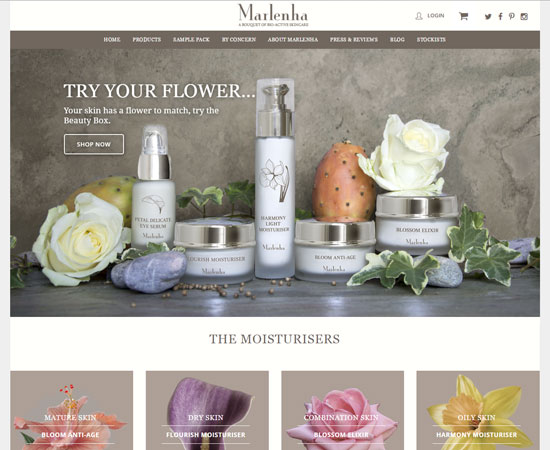 Marlenha
A BOUQUET OF BIO-ACTIVE SKINCARE
LOGIN
HOME PRODUCTS SAMPLE PACK BY CONCERN ABOUT MARLENHA PRESS & REVIEWS BLOG STOCKISTS
TRY YOUR FLOWER...
Your skin has a flower to match, try the
Beauty Box.
SHOP NOW
PETAL DELICATE
EYE SERUM
Marlenha
FLOURISH MOISTURISER
Marlenha
HARMONY
LIGHT
MOISTURISER
Marlenha
BLOOM ANTI-AGE
Marlenha
BLOSSOM ELIXIR
Marlenha
THE MOISTURISERS
MATURE SKIN
BLOOM ANTI-AGE
DRY SKIN
FLOURISH MOISTURISER
COMBINATION SKIN
BLOSSOM ELIXIR
OILY SKIN
HARMONY MOISTURISER